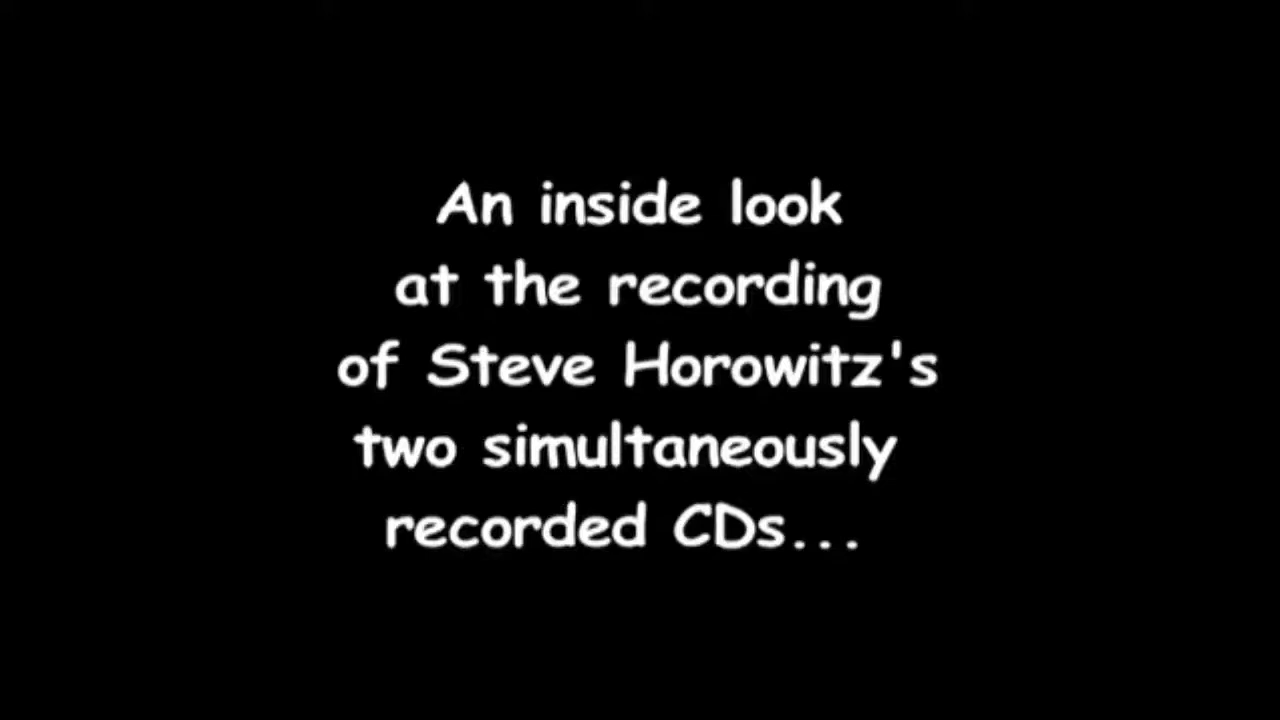 An inside look
at the recording
of Steve Horowitz's
two simultaneously
recorded CDs...